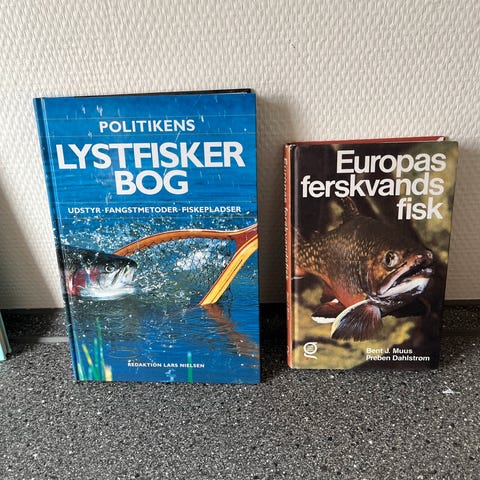 POLITIKENS
LYSTFISKER
BOG
UDSTYR · FANGSTMETODER · FISKEPLADSER
REDAKTION LARS NIELSEN
Europas
ferskvands
fisk
Bent J. Muus
Preben Dahlstrøm